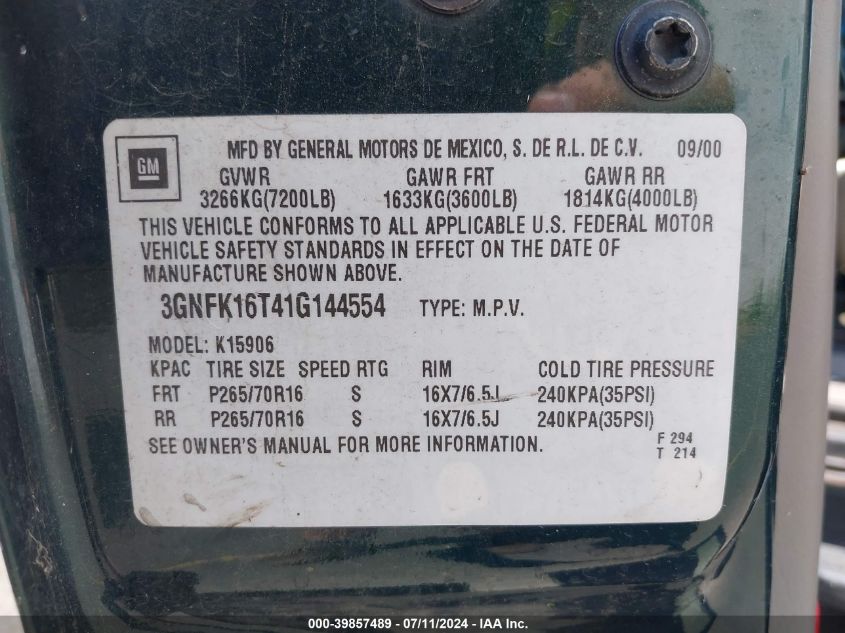 GM
MFD BY GENERAL MOTORS DE MEXICO, S. DE R.L. DE C.V. 09/00
GVWR GAWR FRT GAWR RR
3266KG(7200LB) 1633KG(3600LB) 1814KG(4000LB)
THIS VEHICLE CONFORMS TO ALL APPLICABLE U.S. FEDERAL MOTOR
VEHICLE SAFETY STANDARDS IN EFFECT ON THE DATE OF
MANUFACTURE SHOWN ABOVE.
3GNFK16T41G144554 TYPE: M.P.V.
MODEL: K15906
KPAC TIRE SIZE SPEED RTG RIM COLD TIRE PRESSURE
FRT P265/70R16 S 16X7/6.5J 240KPA(35PSI)
RR P265/70R16 S 16X7/6.5J 240KPA(35PSI)
SEE OWNER'S MANUAL FOR MORE INFORMATION.
F 294
T 214
000-39857489 - 07/11/2024 - IAA Inc.